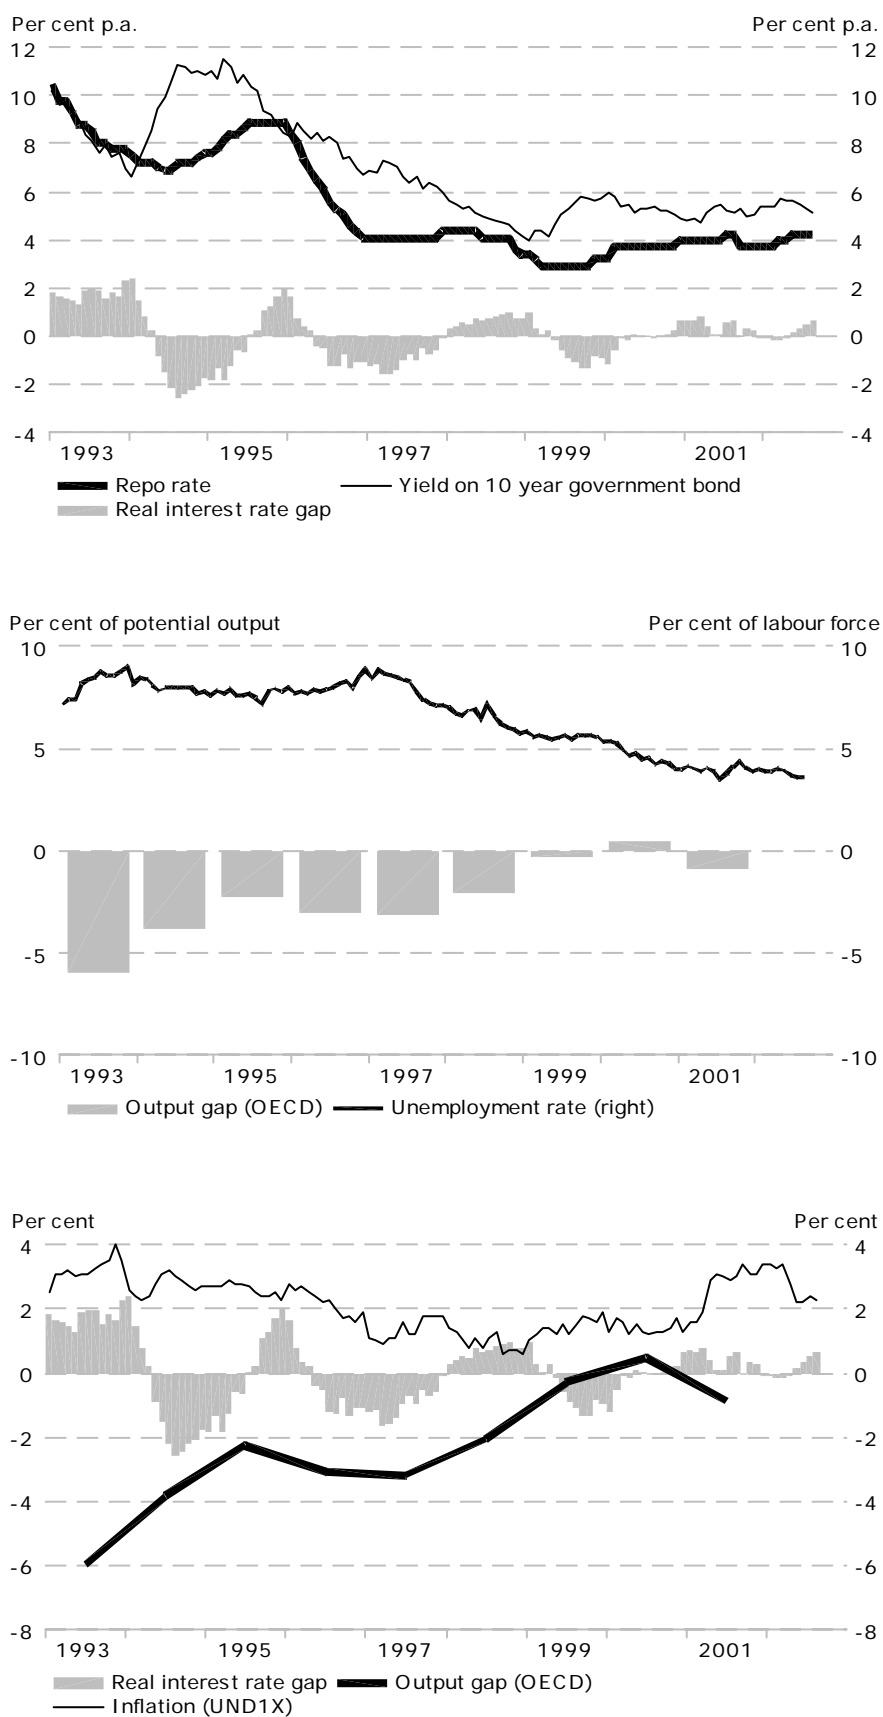 Per cent p.a. Per cent p.a.
12 12
10 10
8 8
6 6
4 4
2 2
0 0
-2 -2
-4 -4
1993 1995 1997 1999 2001
Repo rate Yield on 10 year government bond
Real interest rate gap
Per cent of potential output Per cent of labour force
10 10
5 5
0 0
-5 -5
-10 -10
1993 1995 1997 1999 2001
Output gap (OECD) Unemployment rate (right)
Per cent Per cent
4 4
2 2
0 0
-2 -2
-4 -4
-6 -6
-8 -8
1993 1995 1997 1999 2001
Real interest rate gap Output gap (OECD)
Inflation (UND1X)